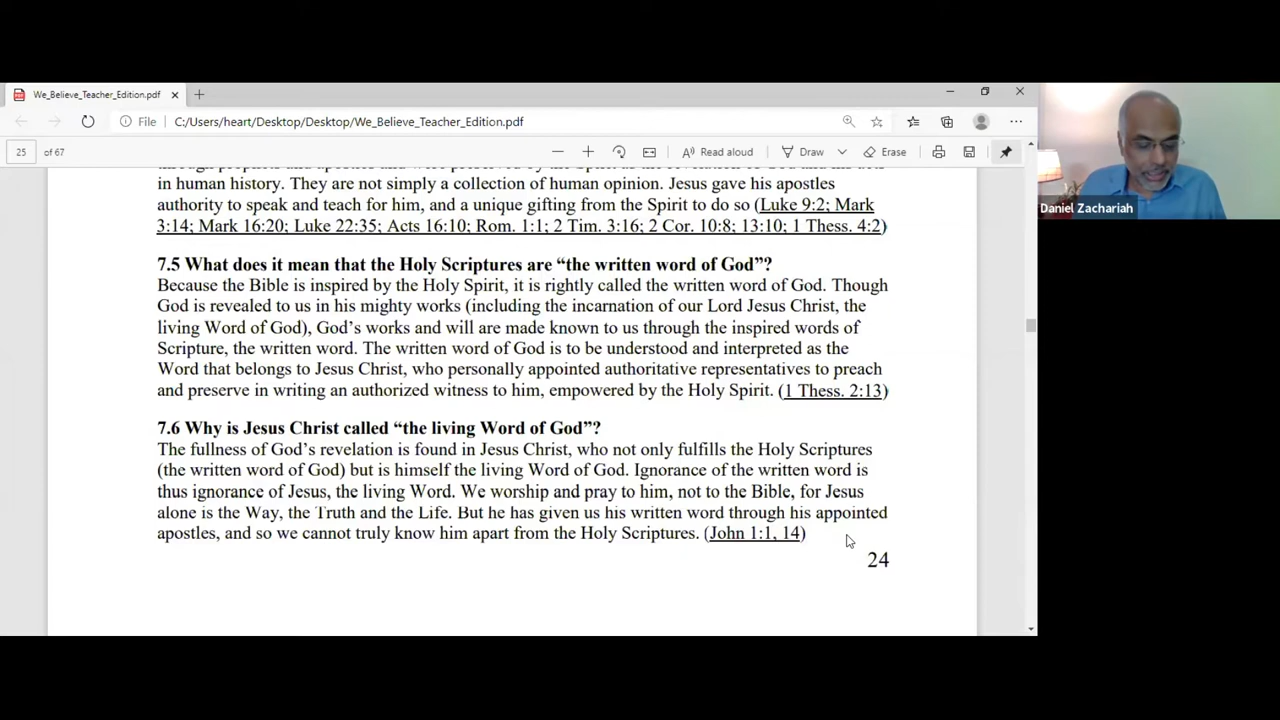 We_Believe_Teacher_Edition.pdf
File C:/Users/heart/Desktop/Desktop/We_Believe_Teacher_Edition.pdf
25 of 67 Read aloud Draw Erase
Daniel Zachariah
in human history. They are not simply a collection of human opinion. Jesus gave his apostles
authority to speak and teach for him, and a unique gifting from the Spirit to do so (Luke 9:2; Mark
3:14; Mark 16:20; Luke 22:35; Acts 16:10; Rom. 1:1; 2 Tim. 3:16; 2 Cor. 10:8; 13:10; 1 Thess. 4:2)
7.5 What does it mean that the Holy Scriptures are “the written word of God”?
Because the Bible is inspired by the Holy Spirit, it is rightly called the written word of God. Though
God is revealed to us in his mighty works (including the incarnation of our Lord Jesus Christ, the
living Word of God), God’s works and will are made known to us through the inspired words of
Scripture, the written word. The written word of God is to be understood and interpreted as the
Word that belongs to Jesus Christ, who personally appointed authoritative representatives to preach
and preserve in writing an authorized witness to him, empowered by the Holy Spirit. (1 Thess. 2:13)
7.6 Why is Jesus Christ called “the living Word of God”?
The fullness of God’s revelation is found in Jesus Christ, who not only fulfills the Holy Scriptures
(the written word of God) but is himself the living Word of God. Ignorance of the written word is
thus ignorance of Jesus, the living Word. We worship and pray to him, not to the Bible, for Jesus
alone is the Way, the Truth and the Life. But he has given us his written word through his appointed
apostles, and so we cannot truly know him apart from the Holy Scriptures. (John 1:1, 14)
24